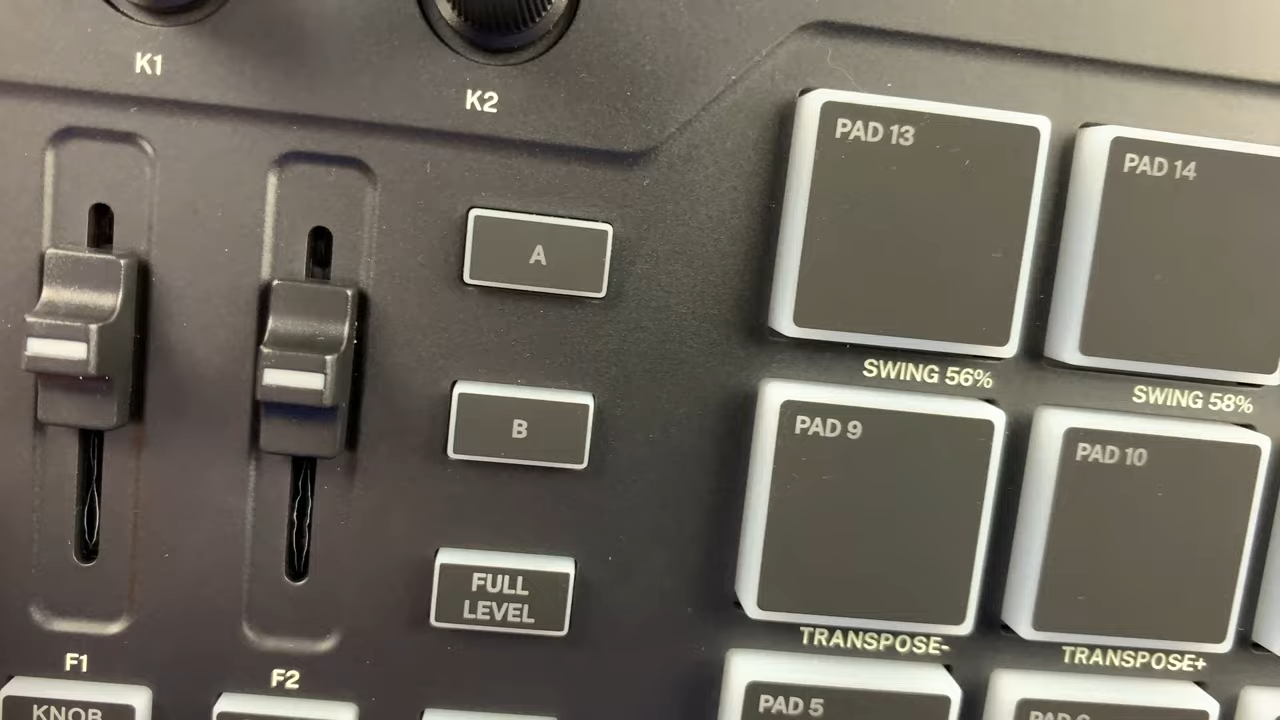 K1
K2
PAD 13
PAD 14
A
SWING 56%
SWING 58%
B
PAD 9
PAD 10
FULL
LEVEL
TRANSPOSE-
TRANSPOSE+
F1
F2
KNOB
PAD 5
PAD